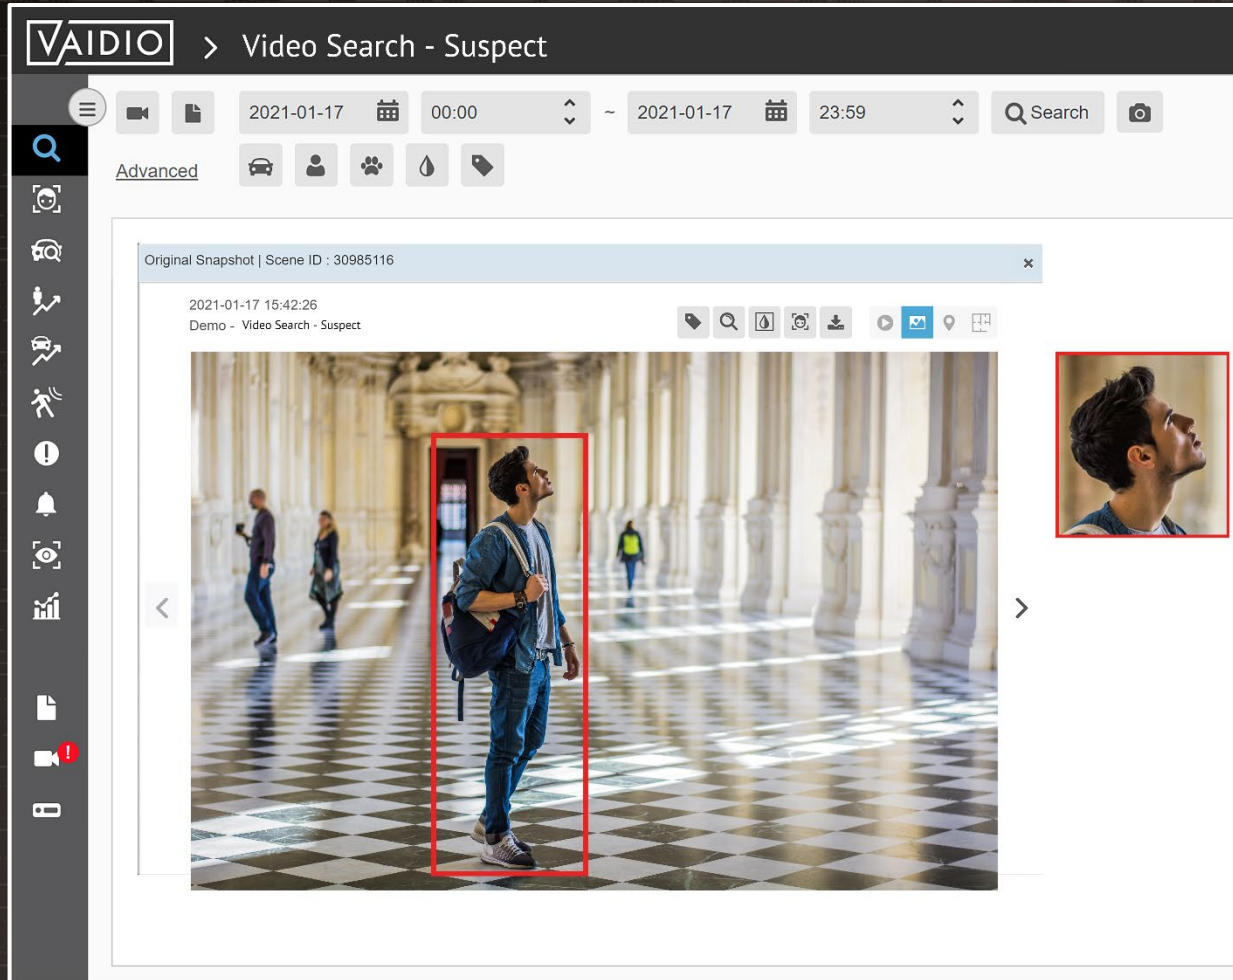 VAIDIO > Video Search - Suspect
2021-01-17 00:00 ~ 2021-01-17 23:59 Search
Advanced
Original Snapshot | Scene ID : 30985116
2021-01-17 15:42:26
Demo - Video Search - Suspect